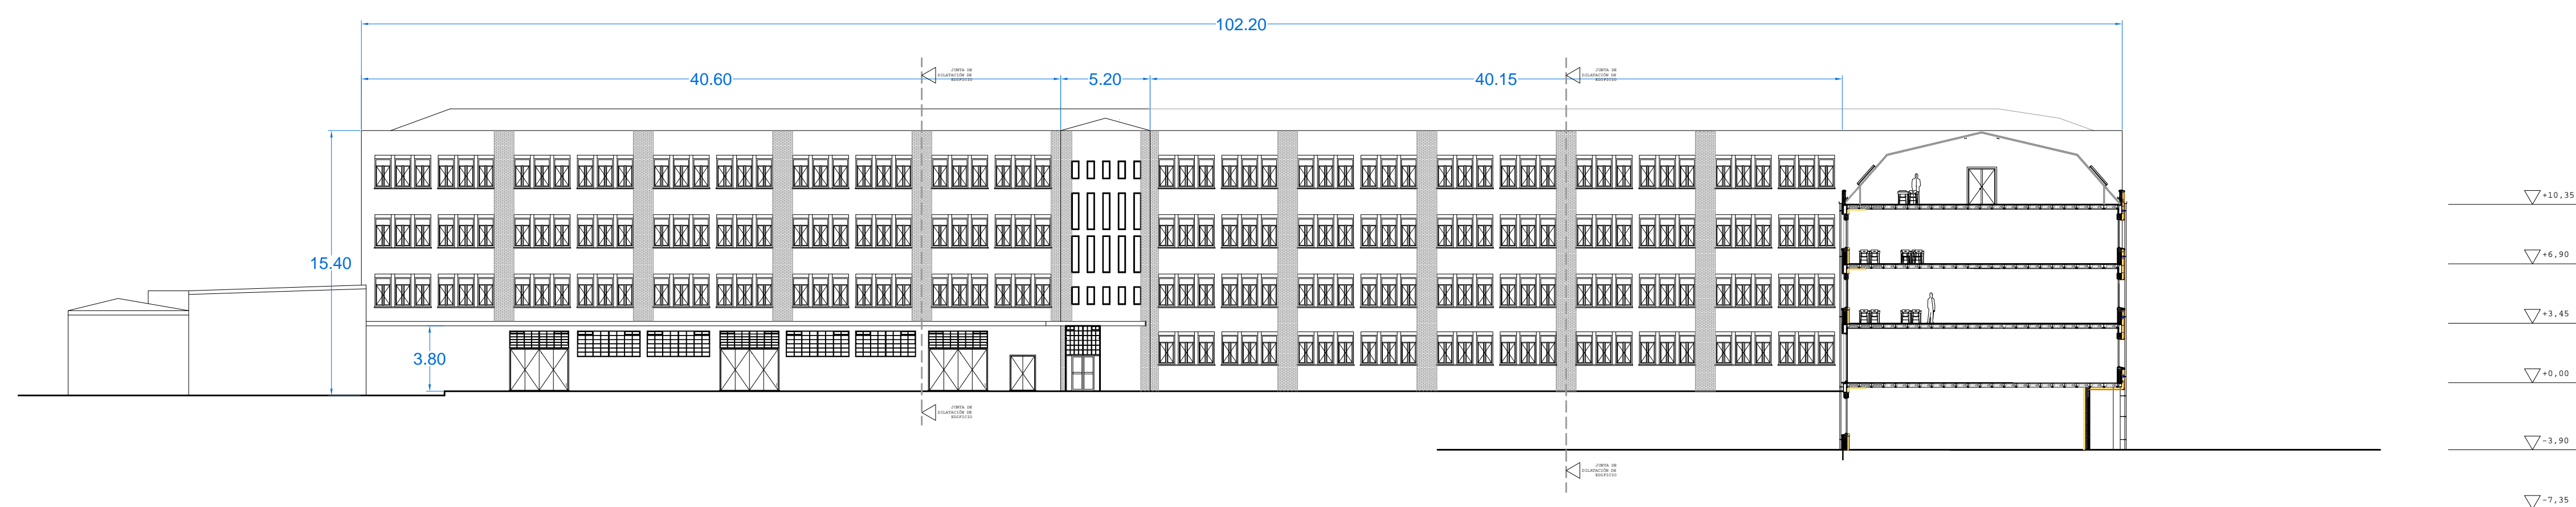 102.20
40.60
5.20
40.15
JUNTA DE
DILATACIÓN DE
EDIFICIO
JUNTA DE
DILATACIÓN DE
EDIFICIO
15.40
3.80
+10,35
+6,90
+3,45
+0,00
-3,90
-7,35
JUNTA DE
DILATACIÓN DE
EDIFICIO
JUNTA DE
DILATACIÓN DE
EDIFICIO